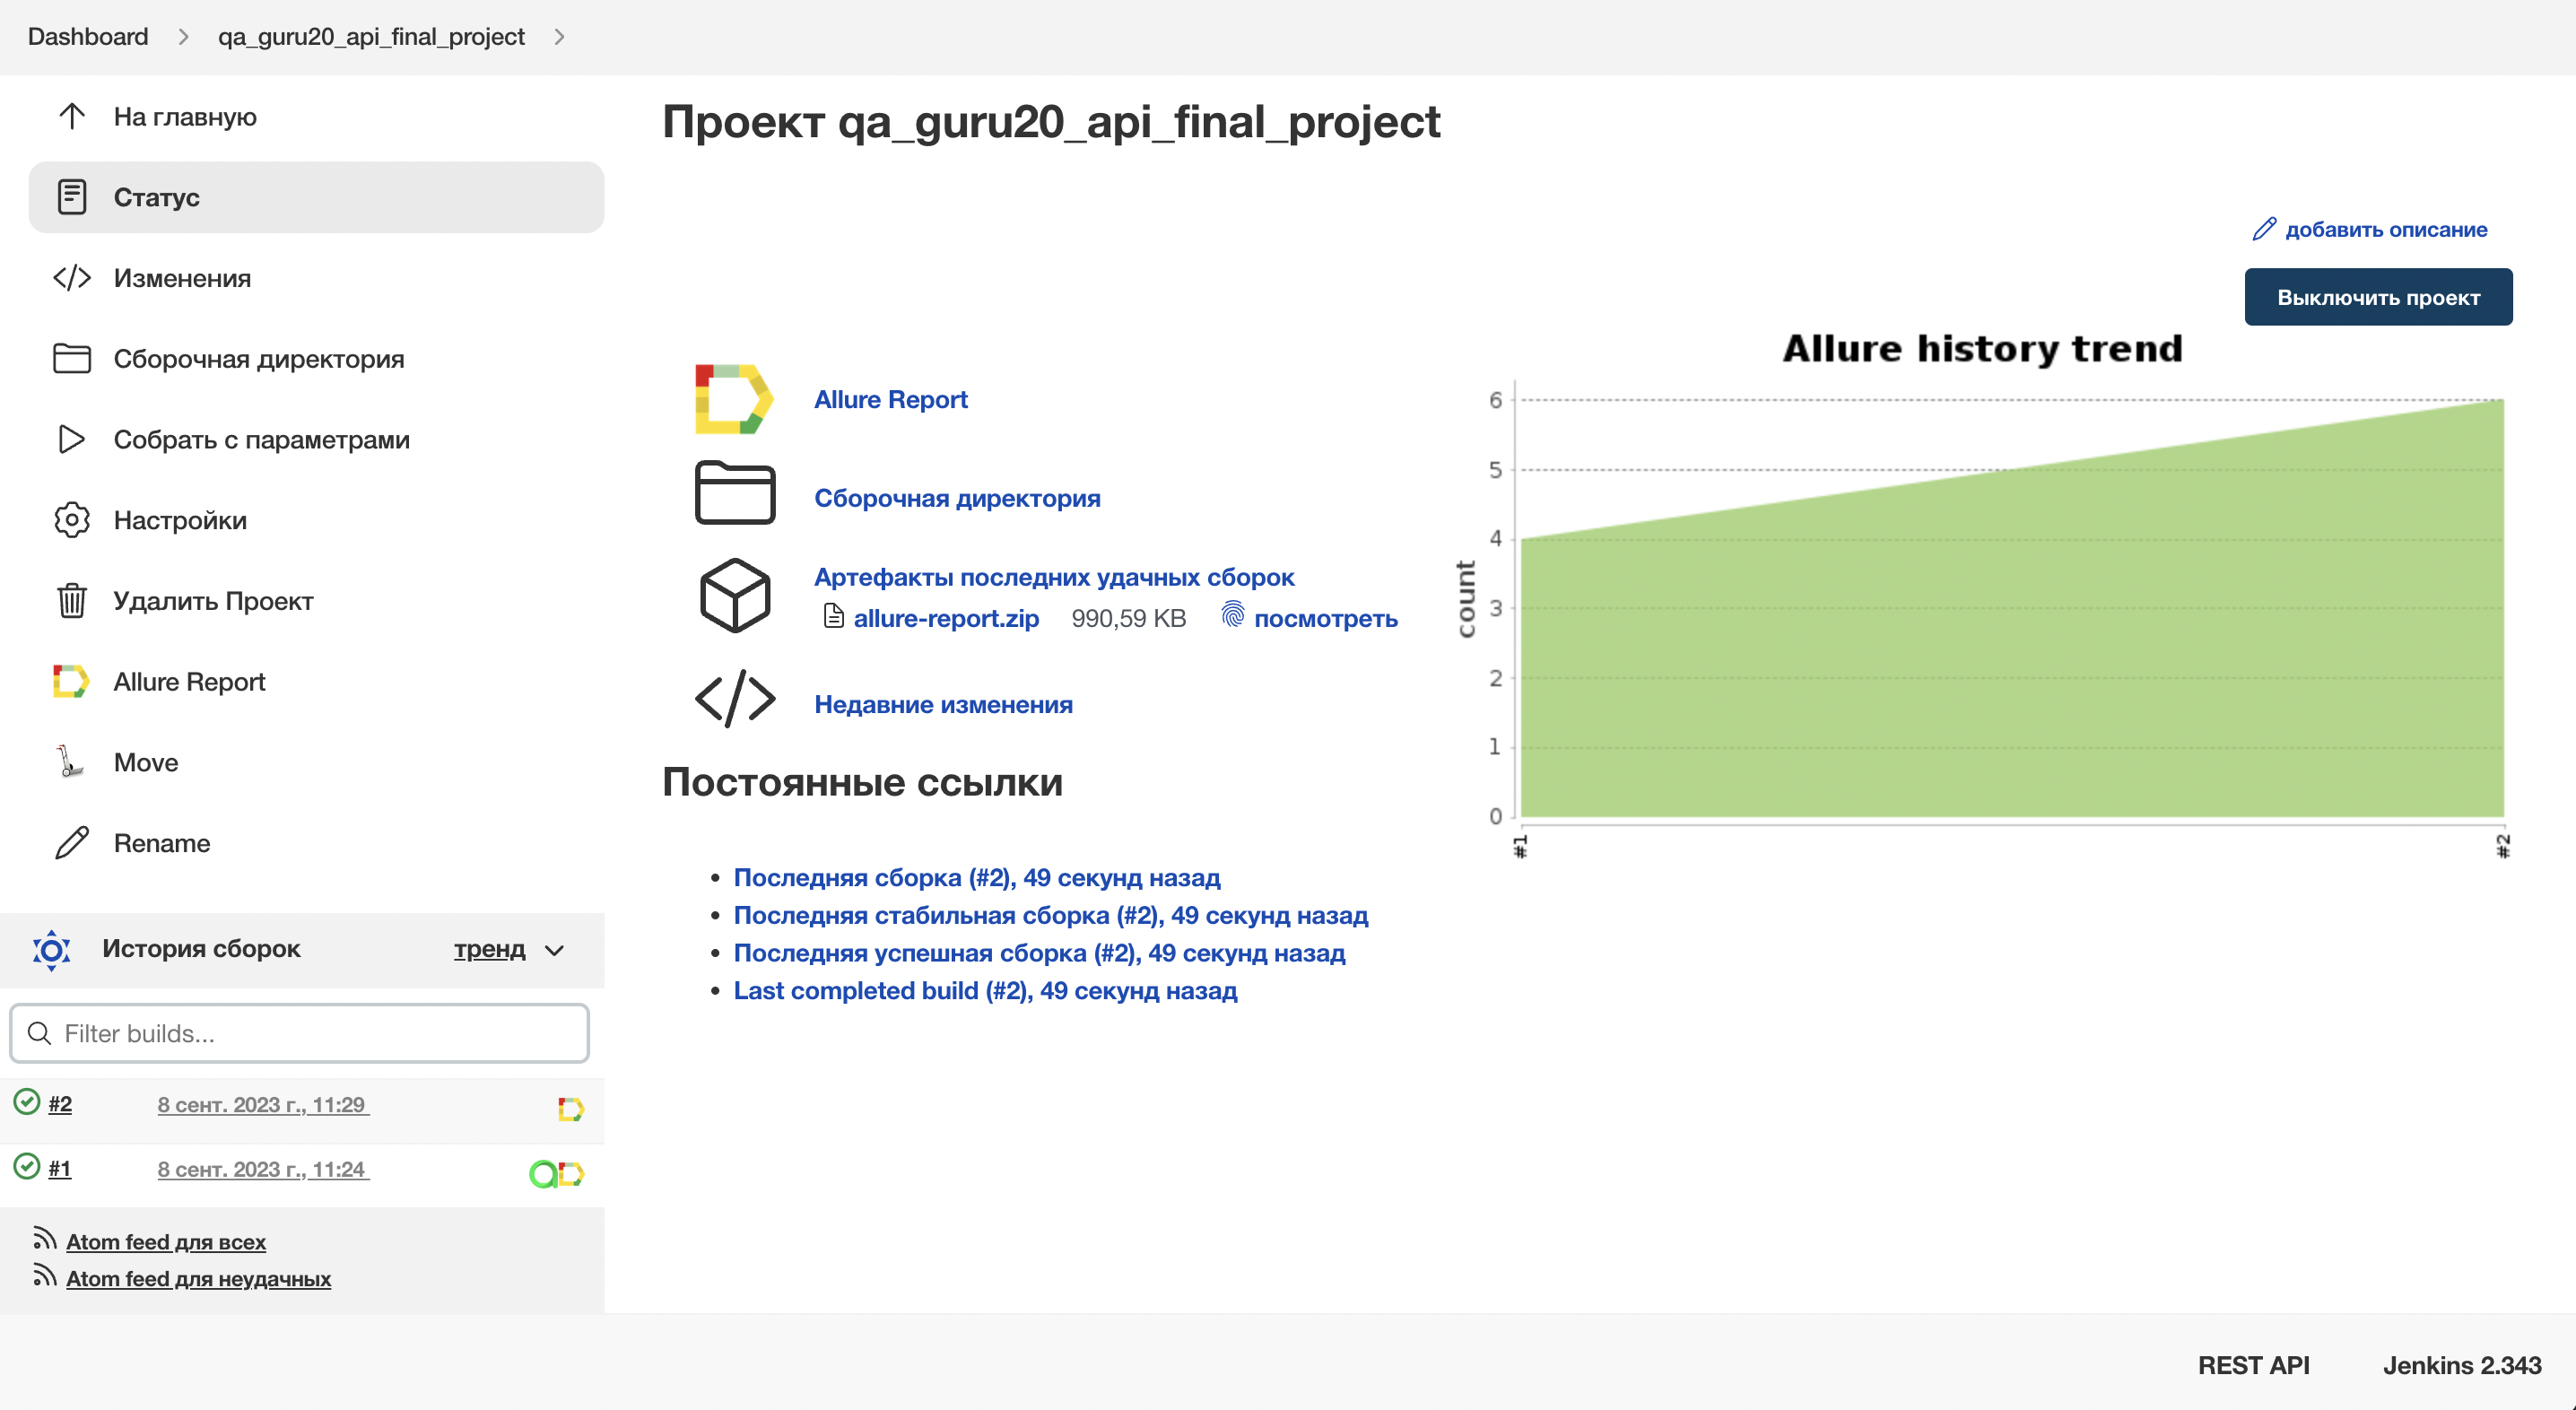 Dashboard
qa_guru20_api_final_project
На главную
Статус
Изменения
Сборочная директория
Собрать с параметрами
Настройки
Удалить Проект
Allure Report
Move
Rename
История сборок
тренд
Filter builds...
#2 8 сент. 2023 г., 11:29
#1 8 сент. 2023 г., 11:24
Atom feed для всех
Atom feed для неудачных
Проект qa_guru20_api_final_project
добавить описание
Выключить проект
Allure Report
Сборочная директория
Артефакты последних удачных сборок
allure-report.zip 990,59 KB посмотреть
Недавние изменения
Allure history trend
count
6
5
4
3
2
1
0
#1
#2
Постоянные ссылки
Последняя сборка (#2), 49 секунд назад
Последняя стабильная сборка (#2), 49 секунд назад
Последняя успешная сборка (#2), 49 секунд назад
Last completed build (#2), 49 секунд назад
REST API
Jenkins 2.343